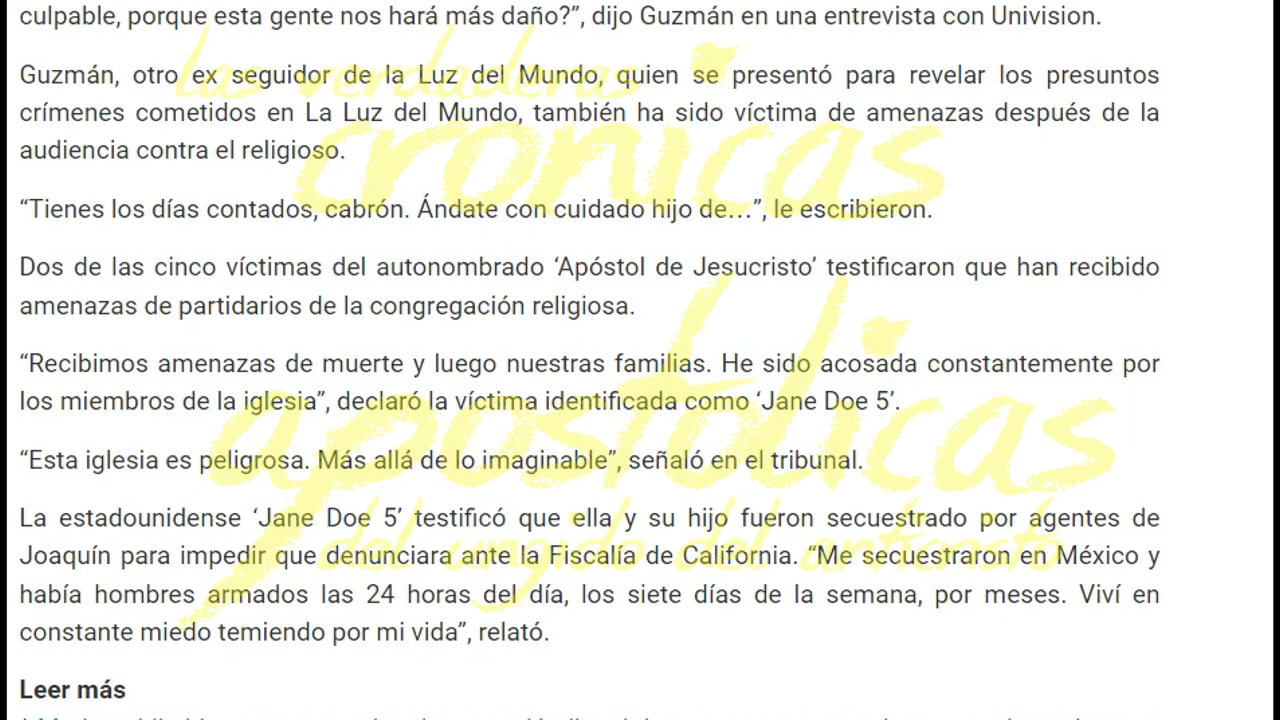 culpable, porque esta gente nos hará más daño?”, dijo Guzmán en una entrevista con Univision.
Guzmán, otro ex seguidor de la Luz del Mundo, quien se presentó para revelar los presuntos
crímenes cometidos en La Luz del Mundo, también ha sido víctima de amenazas después de la
audiencia contra el religioso.
“Tienes los días contados, cabrón. Ándate con cuidado hijo de…”, le escribieron.
Dos de las cinco víctimas del autonombrado ‘Apóstol de Jesucristo’ testificaron que han recibido
amenazas de partidarios de la congregación religiosa.
“Recibimos amenazas de muerte y luego nuestras familias. He sido acosada constantemente por
los miembros de la iglesia”, declaró la víctima identificada como ‘Jane Doe 5’.
“Esta iglesia es peligrosa. Más allá de lo imaginable”, señaló en el tribunal.
La estadounidense ‘Jane Doe 5’ testificó que ella y su hijo fueron secuestrado por agentes de
Joaquín para impedir que denunciara ante la Fiscalía de California. “Me secuestraron en México y
había hombres armados las 24 horas del día, los siete días de la semana, por meses. Viví en
constante miedo temiendo por mi vida”, relató.
Leer más
las verdaderas
cronicas
apostolicas
del ungido del anticristo